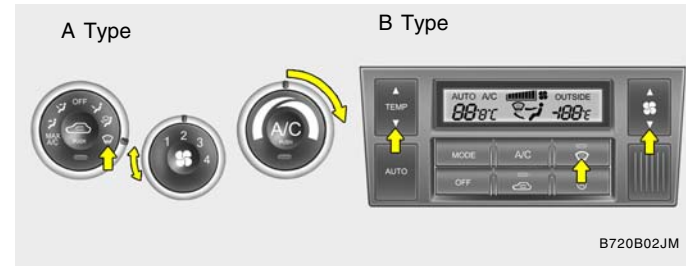 A Type
B Type
OFF
MAX
A/C
PUSH
1 2 3 4
A/C
PUSH
TEMP
AUTO A/C OUTSIDE
88:8°C -188°C
AUTO
MODE A/C
OFF
B720B02JM